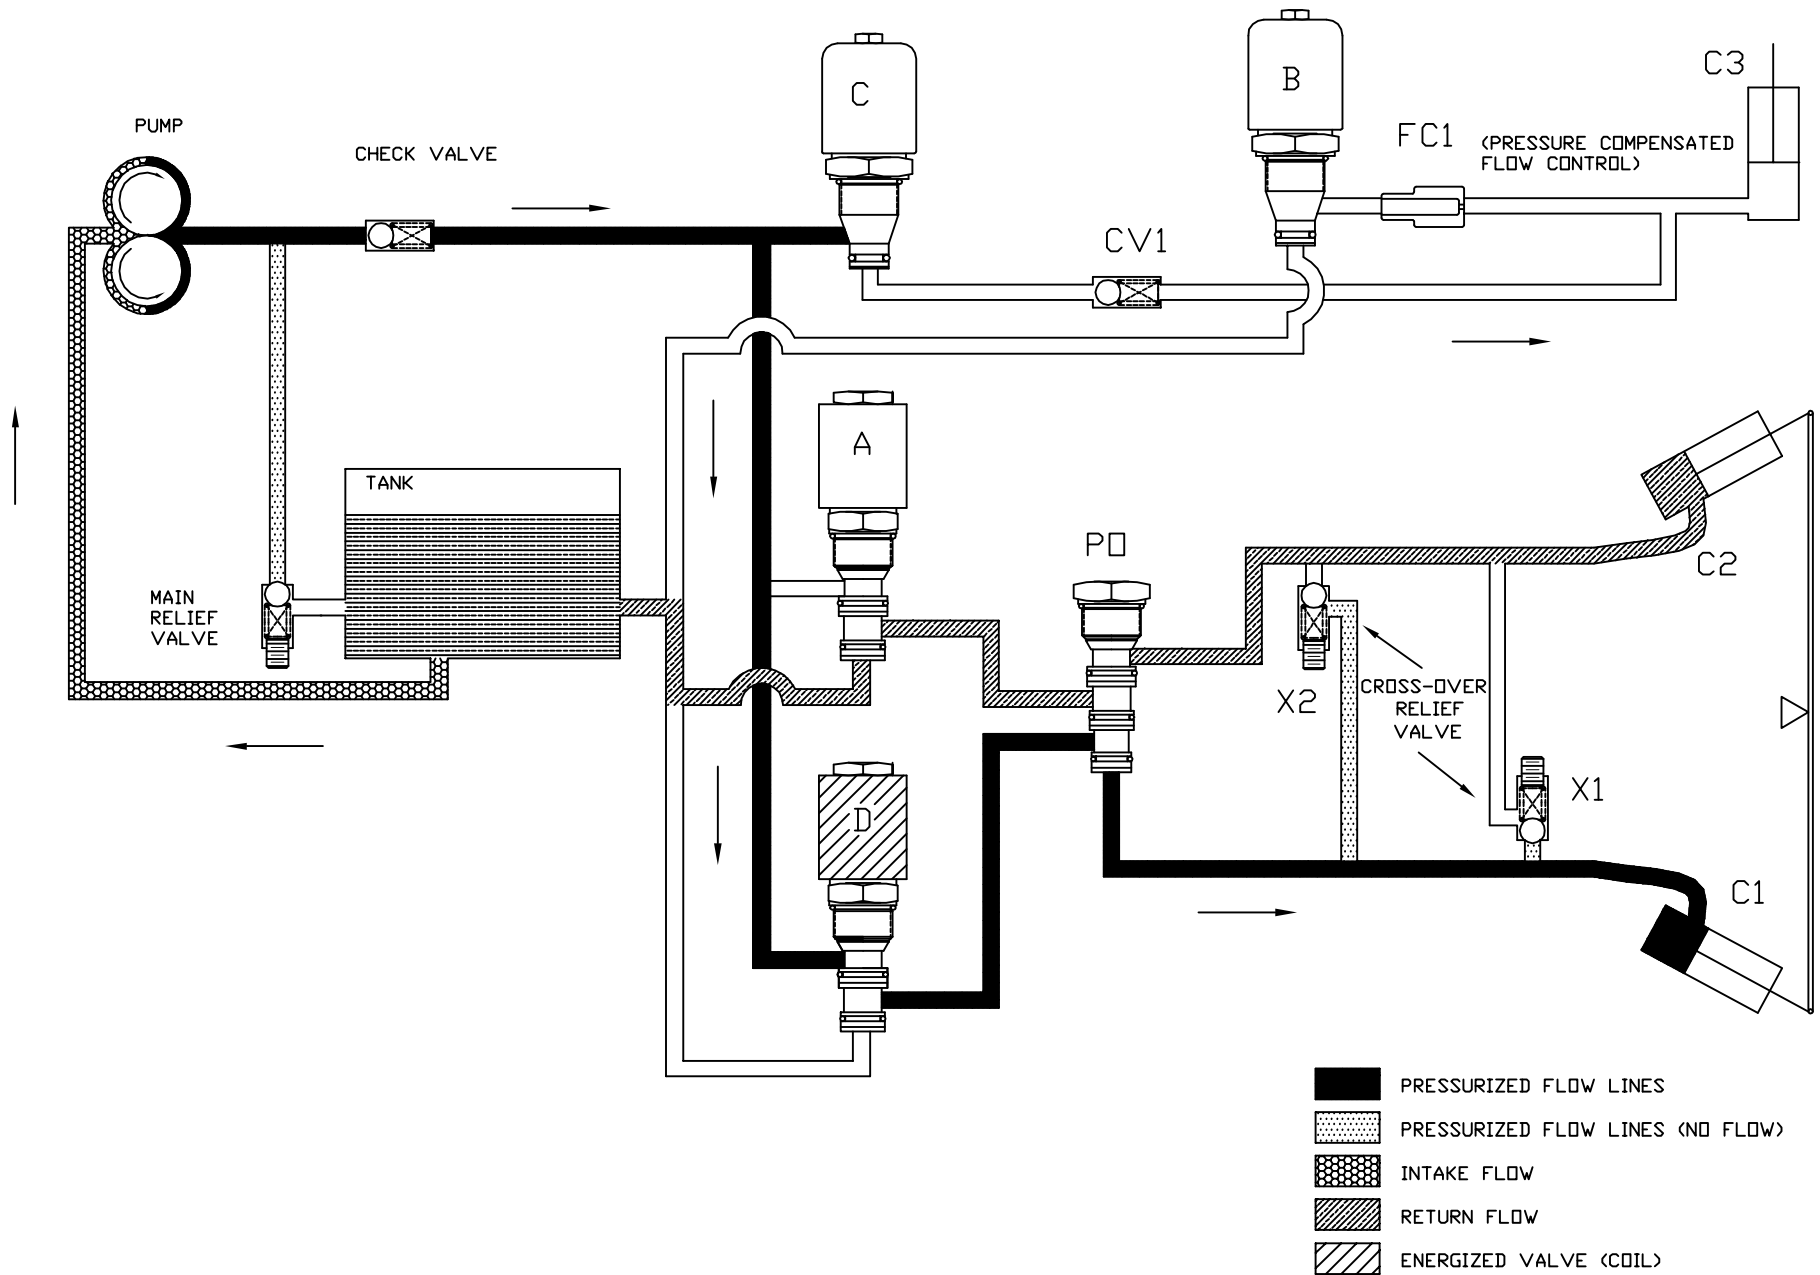 C
B
C3
PUMP
CHECK VALVE
FC1
(PRESSURE COMPENSATED
FLOW CONTROL)
CV1
A
TANK
PO
C2
MAIN
RELIEF
VALVE
X2
CROSS-OVER
RELIEF
VALVE
X1
D
C1
PRESSURIZED FLOW LINES
PRESSURIZED FLOW LINES (NO FLOW)
INTAKE FLOW
RETURN FLOW
ENERGIZED VALVE (COIL)